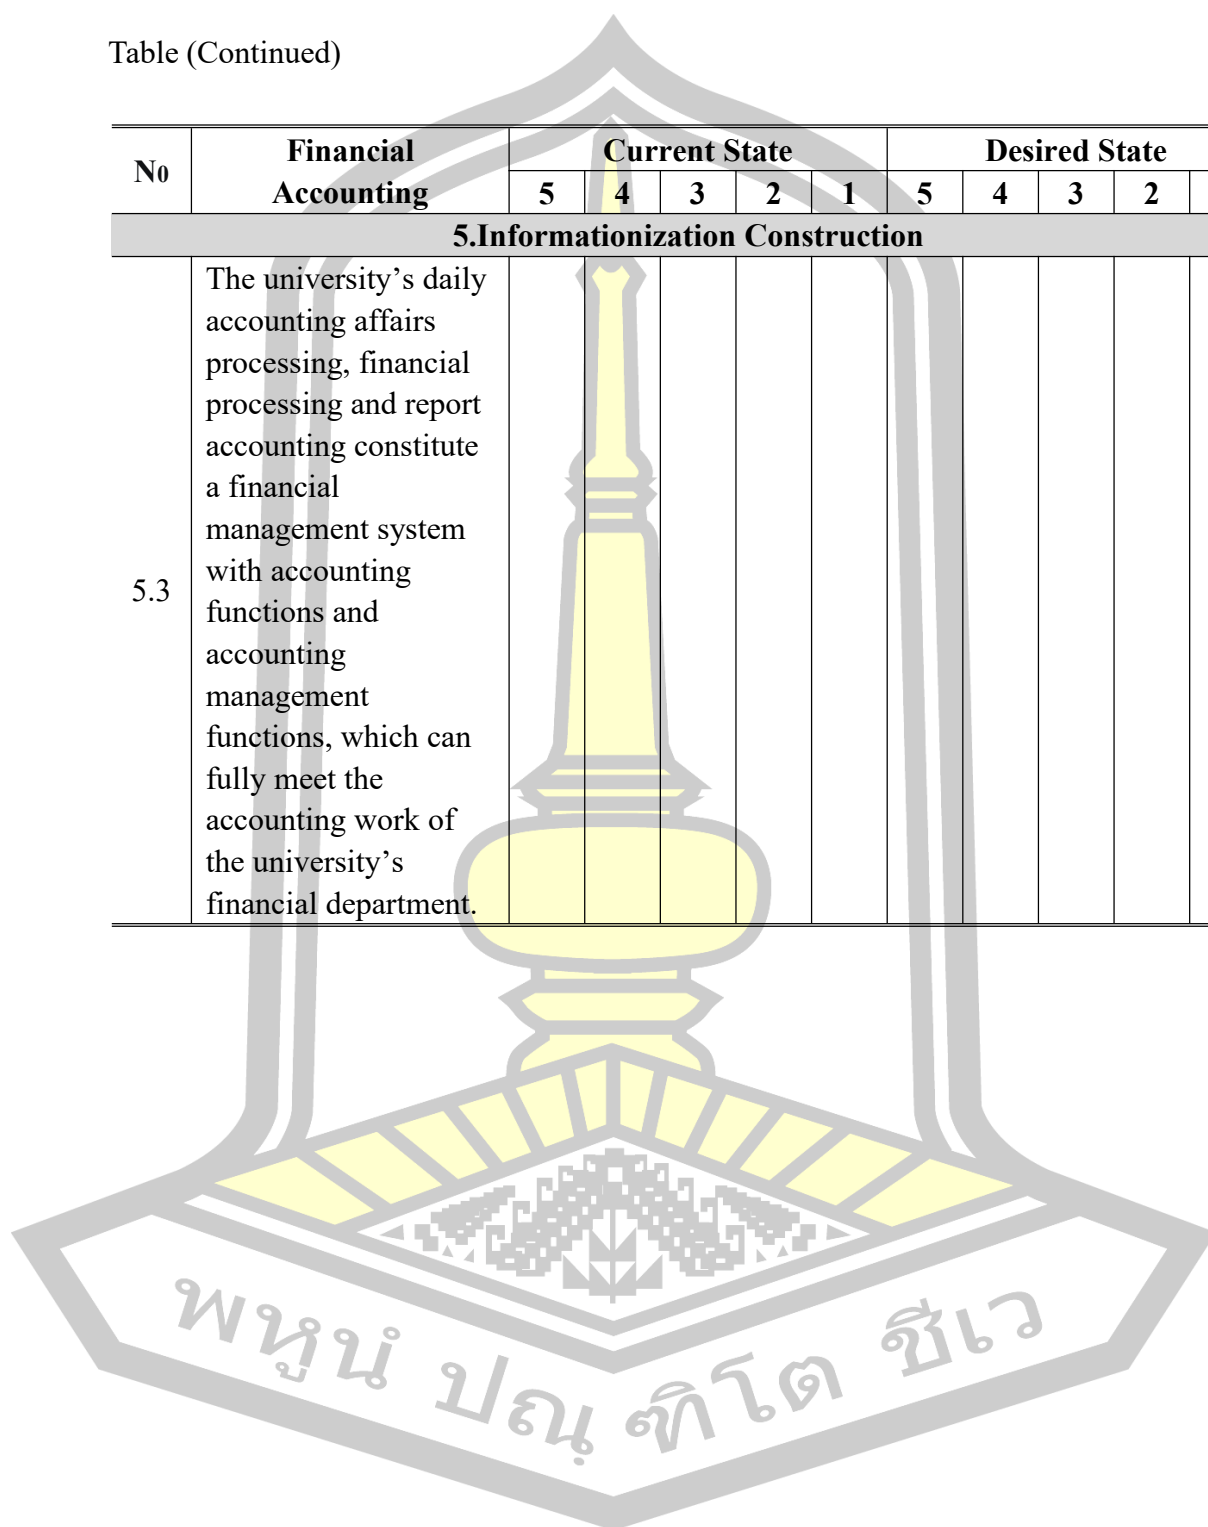 Table (Continued)
N0 Financial Accounting Current State Desired State
5 4 3 2 1 5 4 3 2
5.Informationization Construction
The university’s daily
accounting affairs
processing, financial
processing and report
accounting constitute
a financial
management system
5.3 with accounting
functions and
accounting
management
functions, which can
fully meet the
accounting work of
the university’s
financial department.
พหูนํ ปณฺฑิโต ชีเว